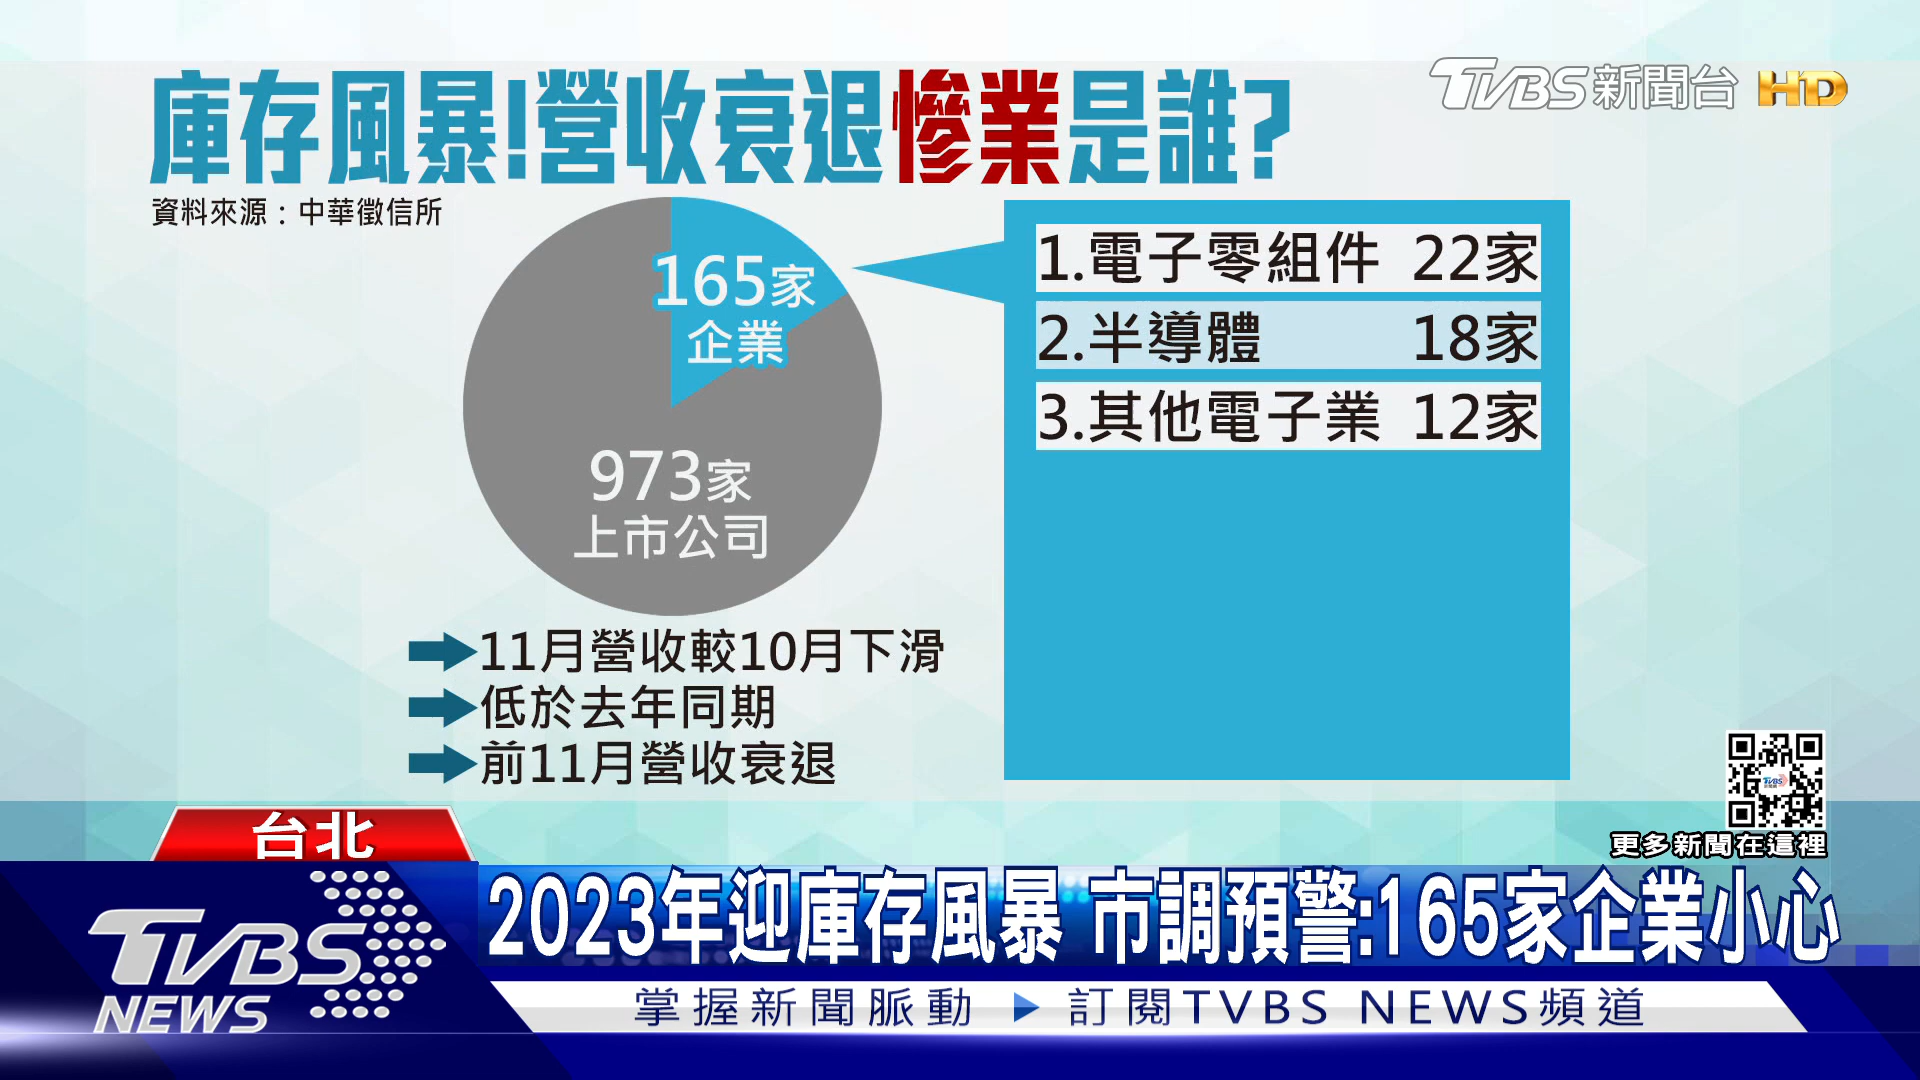 庫存風暴!營收衰退慘業是誰?
TVBS新聞台 HD
資料來源：中華徵信所
165家
企業
973家
上市公司
1.電子零組件 22家
2.半導體 18家
3.其他電子業 12家
11月營收較10月下滑
低於去年同期
前11月營收衰退
TVBS
更多新聞在這裡
台北
2023年迎庫存風暴 市調預警:165家企業小心
TVBS
NEWS
掌握新聞脈動 ▶ 訂閱TVBS NEWS頻道